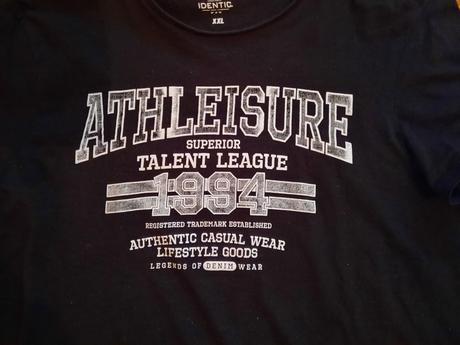 IDENTIC.
XXL
ATHLEISURE
SUPERIOR
TALENT LEAGUE
1994
REGISTERED TRADEMARK ESTABLISHED
AUTHENTIC CASUAL WEAR
LIFESTYLE GOODS
LEGENDS OF DENIM WEAR